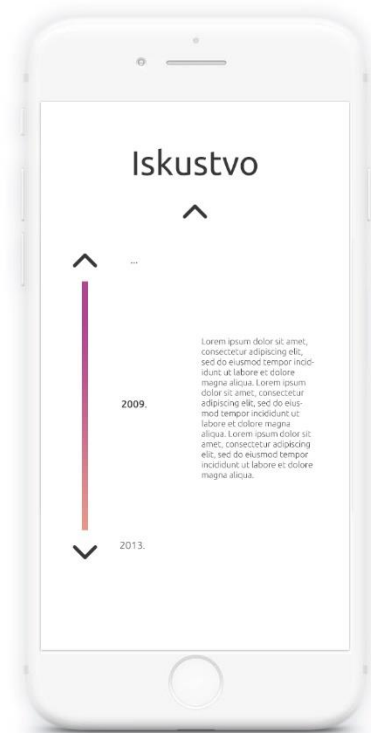 Iskustvo
...
Lorem ipsum dolor sit amet,
consectetur adipiscing elit,
sed do eiusmod tempor incid-
idunt ut labore et dolore
magna aliqua. Lorem ipsum
dolor sit amet, consectetur
adipiscing elit, sed do eius-
mod tempor incididunt ut
labore et dolore magna
aliqua. Lorem ipsum dolor sit
amet, consectetur adipiscing
elit, sed do eiusmod tempor
incididunt ut labore et dolore
magna aliqua.
2009.
2013.